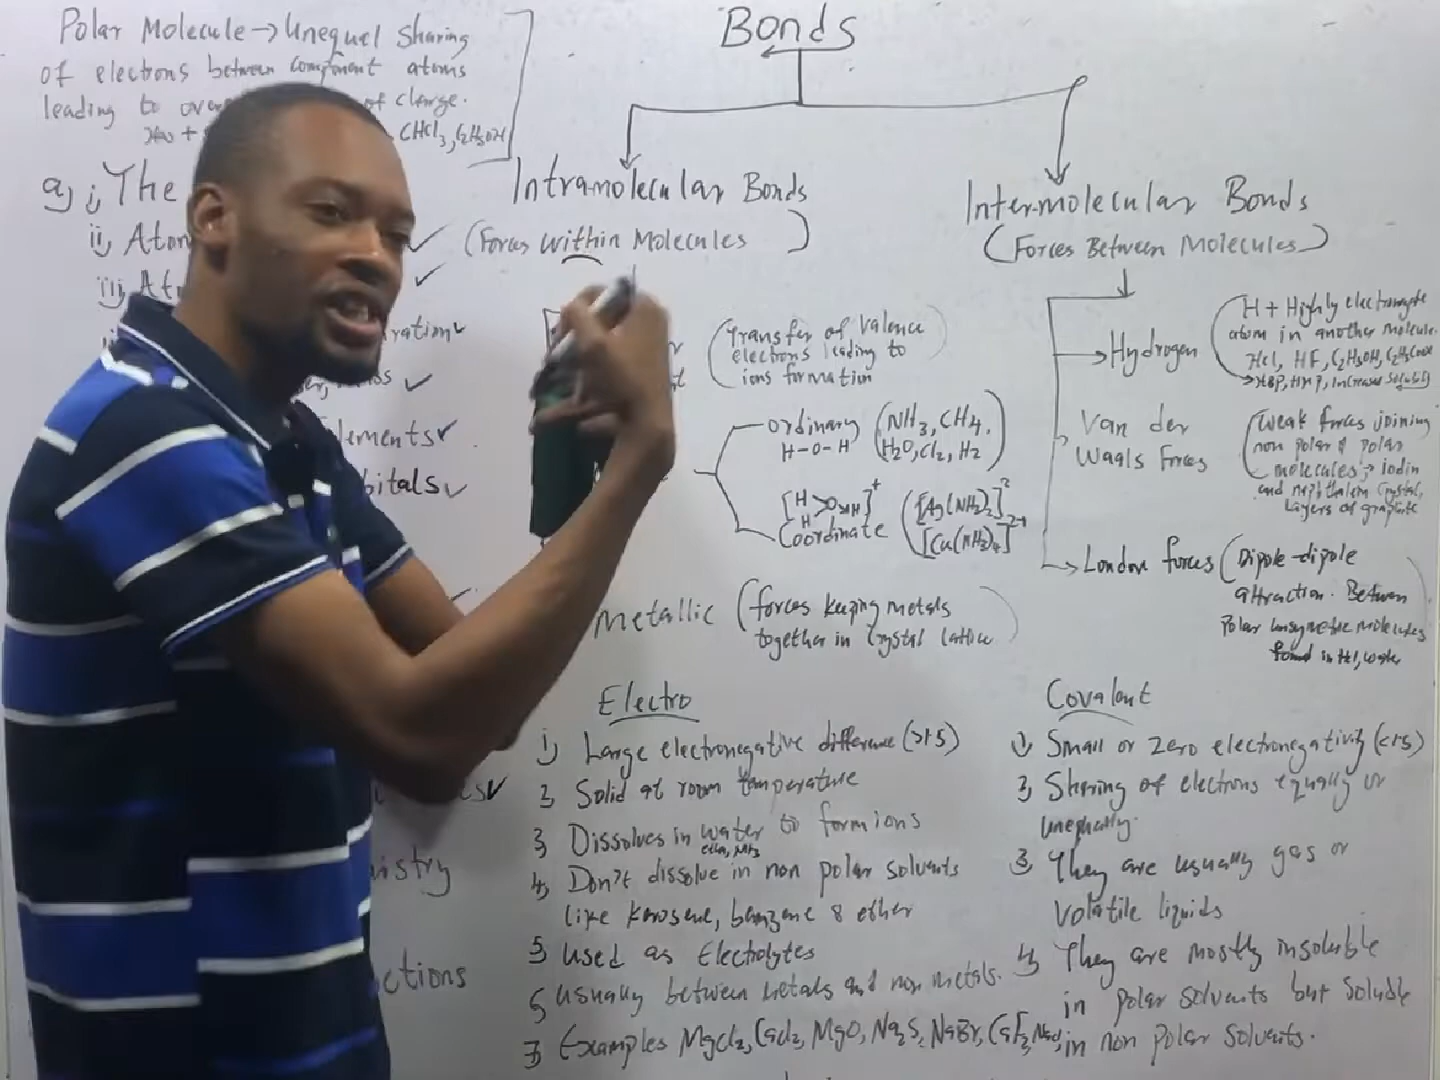 Polar Molecule → Unequal Sharing
of electrons between component atoms
leading to of charge.
CHCl3, C2H5OH
a) i) The
ii) Atom
iii) At
ration ✓
✓
lements ✓
bitals ✓
istry
ctions
Bonds
Intramolecular Bonds
(Forces within Molecules)
(Transfer of valence
electrons leading to
ions formation
ordinary (NH3, CH4,
H-O-H H2O, Cl2, H2)
Coordinate
Metallic (forces keeping metals
together in Crystal lattice)
Intermolecular Bonds
(Forces Between Molecules)
→ Hydrogen
(H + Highly electronegative
atom in another molecule.
HCl, HF, C2H5OH,
Increases
Van der
Waals Forces
(Weak forces joining
non polar & polar
molecules → iodin
and Crystal,
Layers of graphite
→ London forces (Dipole-dipole
attraction. Between
Polar molecules
found in HCl,
Electro
1) Large electronegative difference (>1.5)
2 Solid at room temperature
3 Dissolves in water to form ions
4) Don't dissolve in non polar solvents
like kerosene, benzene & ether
5 used as Electrolytes
usually between metals and non metals.
7) Examples MgCl2, CaCl2, MgO, Na2S, NaBr,
Covalent
1) Small or zero electronegativity (<1.5)
Sharing of electrons equally or
unequally.
3) They are usually gas or
Volatile liquids
4) They are mostly insoluble
in polar solvents but soluble
in non polar solvents.